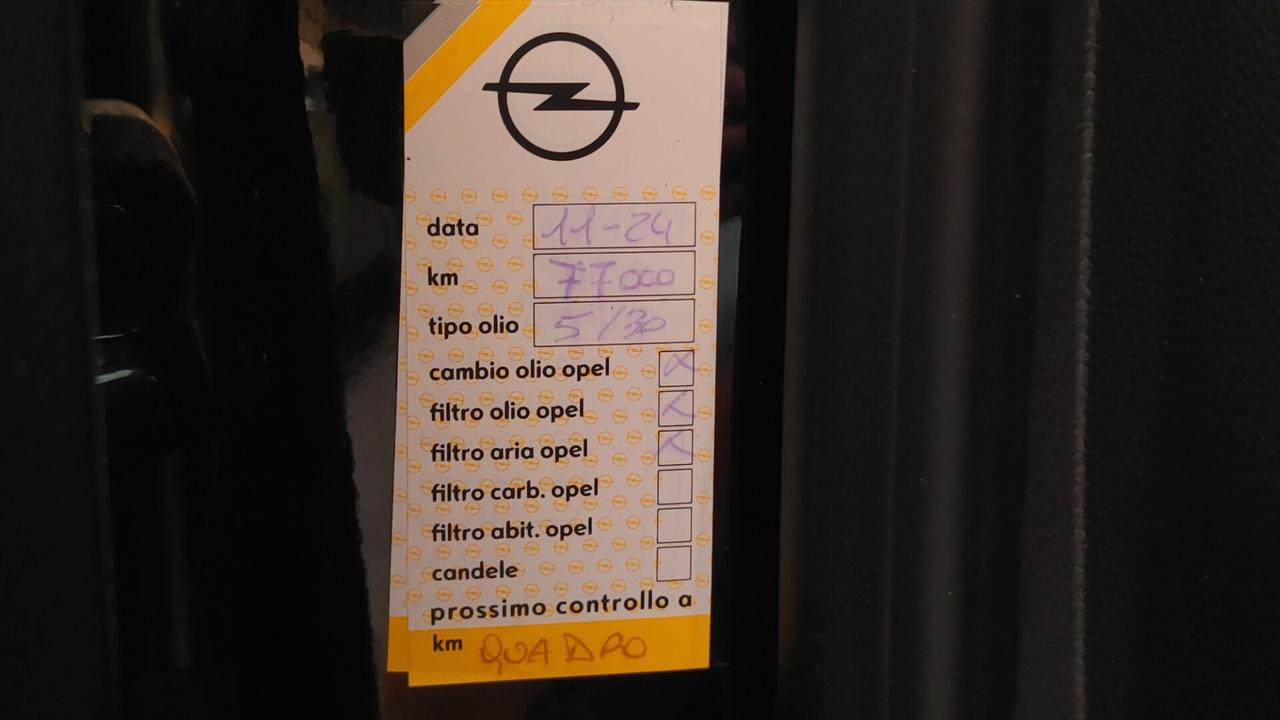 data 11-24
km 77000
tipo olio 5/30
cambio olio opel X
filtro olio opel X
filtro aria opel X
filtro carb. opel
filtro abit. opel
candele
prossimo controllo a
km QUADRO